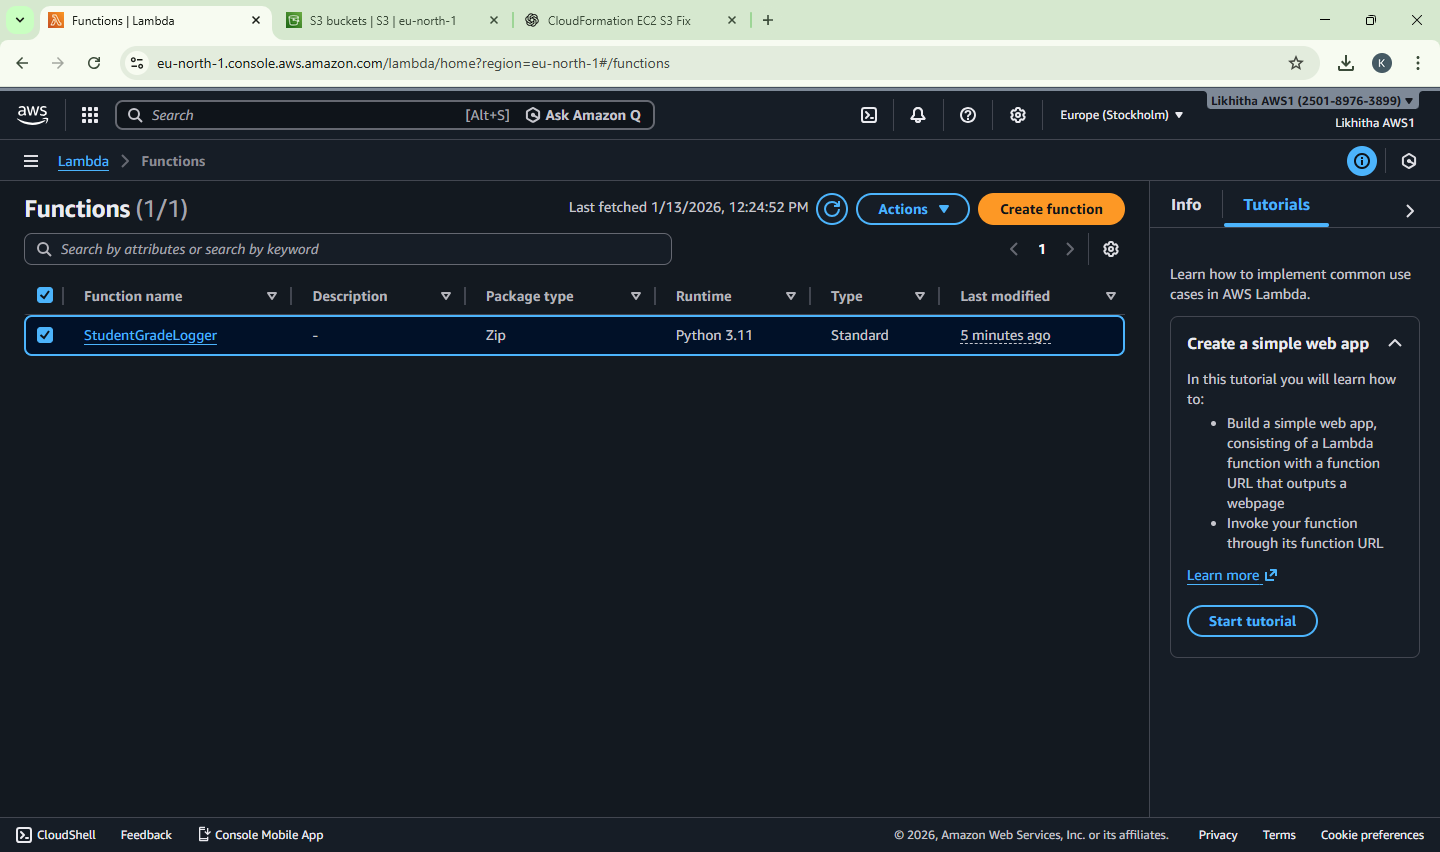 Functions | Lambda
S3 buckets | S3 | eu-north-1
CloudFormation EC2 S3 Fix
eu-north-1.console.aws.amazon.com/lambda/home?region=eu-north-1#/functions
K
aws
Search
[Alt+S]
Ask Amazon Q
Europe (Stockholm)
Likhitha AWS1 (2501-8976-3899)
Likhitha AWS1
Lambda
Functions
Functions (1/1)
Last fetched 1/13/2026, 12:24:52 PM
Actions
Create function
Search by attributes or search by keyword
1
Function name
Description
Package type
Runtime
Type
Last modified
StudentGradeLogger
-
Zip
Python 3.11
Standard
5 minutes ago
Info
Tutorials
Learn how to implement common use
cases in AWS Lambda.
Create a simple web app
In this tutorial you will learn how
to:
• Build a simple web app,
consisting of a Lambda
function with a function
URL that outputs a
webpage
• Invoke your function
through its function URL
Learn more
Start tutorial
CloudShell
Feedback
Console Mobile App
© 2026, Amazon Web Services, Inc. or its affiliates.
Privacy
Terms
Cookie preferences